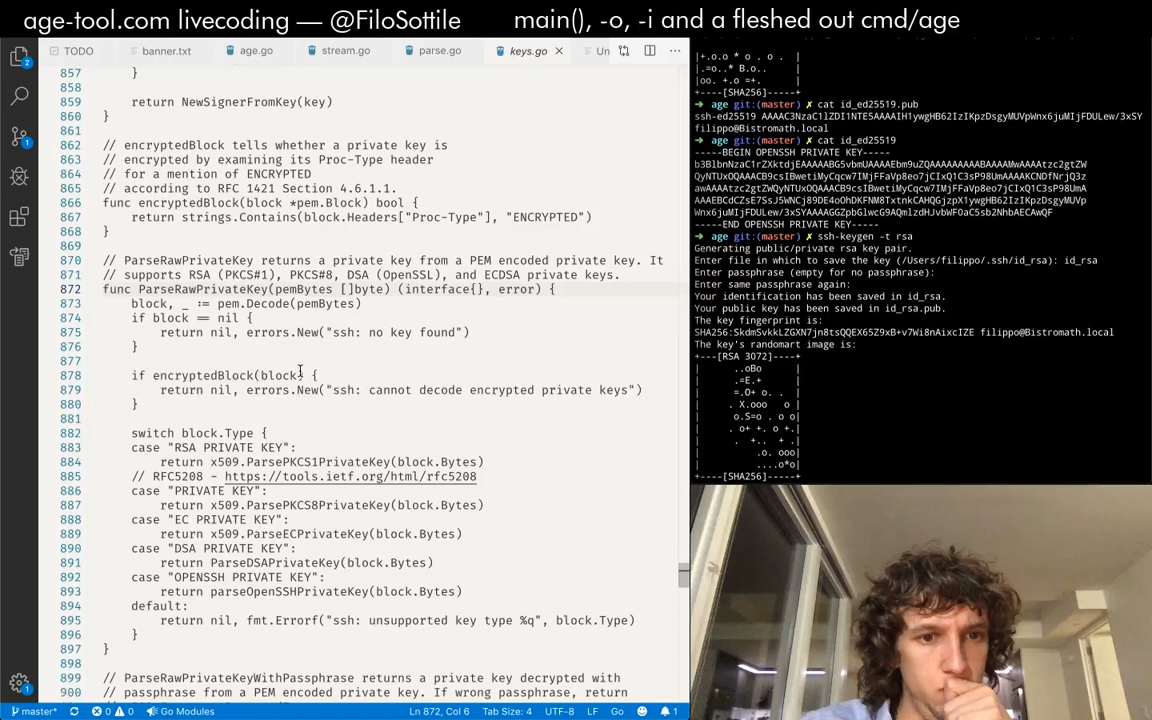 age-tool.com livecoding — @FiloSottile main(), -o, -i and a fleshed out cmd/age
TODO banner.txt age.go stream.go parse.go keys.go Un
857 }
858
859 return NewSignerFromKey(key)
860 }
861
862 // encryptedBlock tells whether a private key is
863 // encrypted by examining its Proc-Type header
864 // for a mention of ENCRYPTED
865 // according to RFC 1421 Section 4.6.1.1.
866 func encryptedBlock(block *pem.Block) bool {
867 return strings.Contains(block.Headers["Proc-Type"], "ENCRYPTED")
868 }
869
870 // ParseRawPrivateKey returns a private key from a PEM encoded private key. It
871 // supports RSA (PKCS#1), PKCS#8, DSA (OpenSSL), and ECDSA private keys.
872 func ParseRawPrivateKey(pemBytes []byte) (interface{}, error) {
873 block, _ := pem.Decode(pemBytes)
874 if block == nil {
875 return nil, errors.New("ssh: no key found")
876 }
877
878 if encryptedBlock(block) {
879 return nil, errors.New("ssh: cannot decode encrypted private keys")
880 }
881
882 switch block.Type {
883 case "RSA PRIVATE KEY":
884 return x509.ParsePKCS1PrivateKey(block.Bytes)
885 // RFC5208 - https://tools.ietf.org/html/rfc5208
886 case "PRIVATE KEY":
887 return x509.ParsePKCS8PrivateKey(block.Bytes)
888 case "EC PRIVATE KEY":
889 return x509.ParseECPrivateKey(block.Bytes)
890 case "DSA PRIVATE KEY":
891 return ParseDSAPrivateKey(block.Bytes)
892 case "OPENSSH PRIVATE KEY":
893 return parseOpenSSHPrivateKey(block.Bytes)
894 default:
895 return nil, fmt.Errorf("ssh: unsupported key type %q", block.Type)
896 }
897 }
898
899 // ParseRawPrivateKeyWithPassphrase returns a private key decrypted with
900 // passphrase from a PEM encoded private key. If wrong passphrase, return
master* 0 0 Go Modules Ln 872, Col 6 Tab Size: 4 UTF-8 LF Go 1
|+.o.o * o . o . |
|.=o..* B.o.. |
|oo. +.o =+. |
+----[SHA256]-----+
➜ age git:(master) ✗ cat id_ed25519.pub
filippo@Bistromath.local
➜ age git:(master) ✗ cat id_ed25519
-----BEGIN OPENSSH PRIVATE KEY-----
-----END OPENSSH PRIVATE KEY-----
➜ age git:(master) ✗ ssh-keygen -t rsa
Generating public/private rsa key pair.
Enter file in which to save the key (/Users/filippo/.ssh/id_rsa): id_rsa
Enter passphrase (empty for no passphrase):
Enter same passphrase again:
Your identification has been saved in id_rsa.
Your public key has been saved in id_rsa.pub.
The key fingerprint is:
SHA256:SkdmSvkkLZGXN7jn8tsQQEX65Z9xB+v7Wi8nAixcIZE filippo@Bistromath.local
The key's randomart image is:
+---[RSA 3072]----+
| ..oBo |
| .=E.+ |
| =.O+ o. . |
| . X.ooo o |
| o.S=o . o o |
| . o+ +. o +.|
| . +.. + .|
| .o. ooo|
| ....o*o|
+----[SHA256]-----+